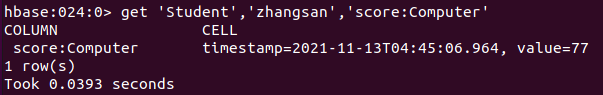 hbase:024:0> get 'Student','zhangsan','score:Computer'
COLUMN                CELL
 score:Computer       timestamp=2021-11-13T04:45:06.964, value=77
1 row(s)
Took 0.0393 seconds